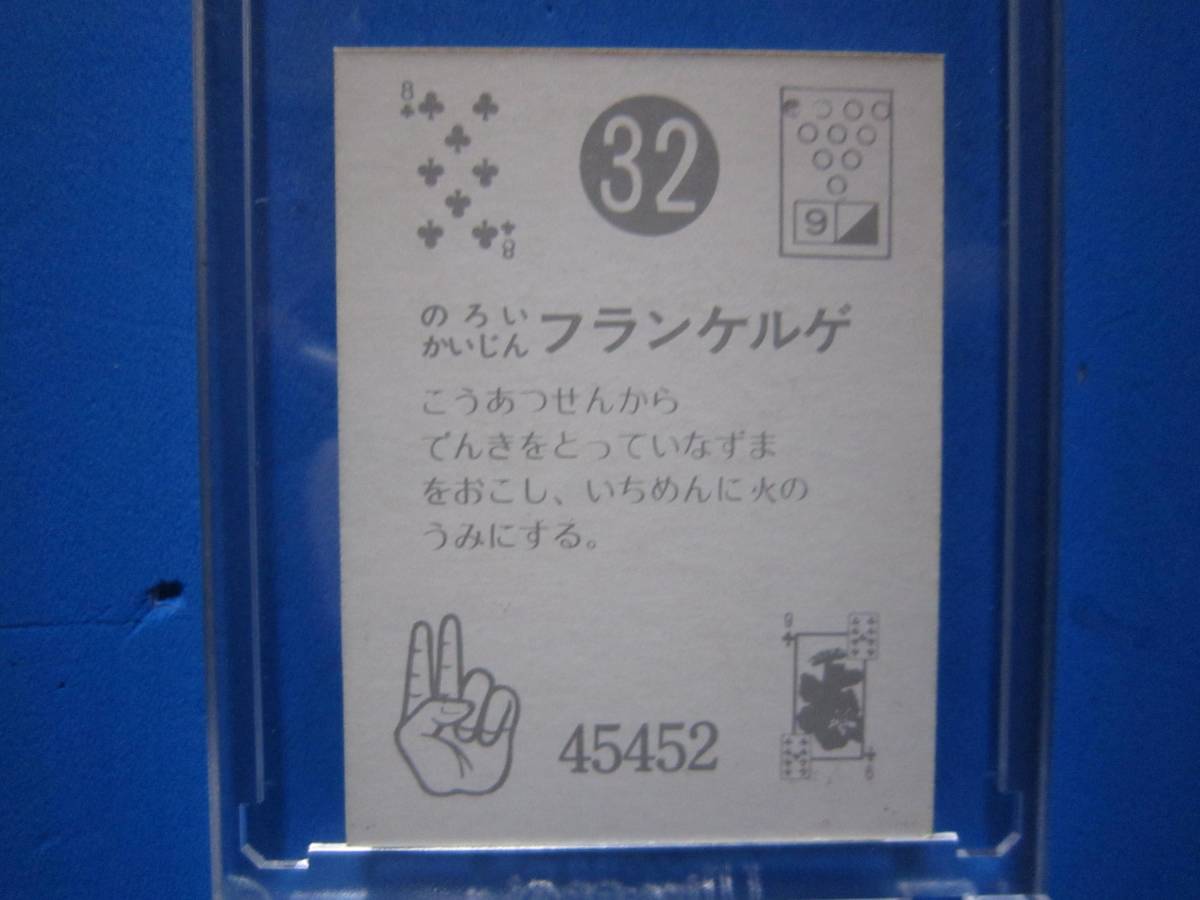 8
32
9
のろい
かいじん
フランケルゲ
こうあつせんから
でんきをとっていなずま
をおこし、いちめんに火の
うみにする。
8
45452